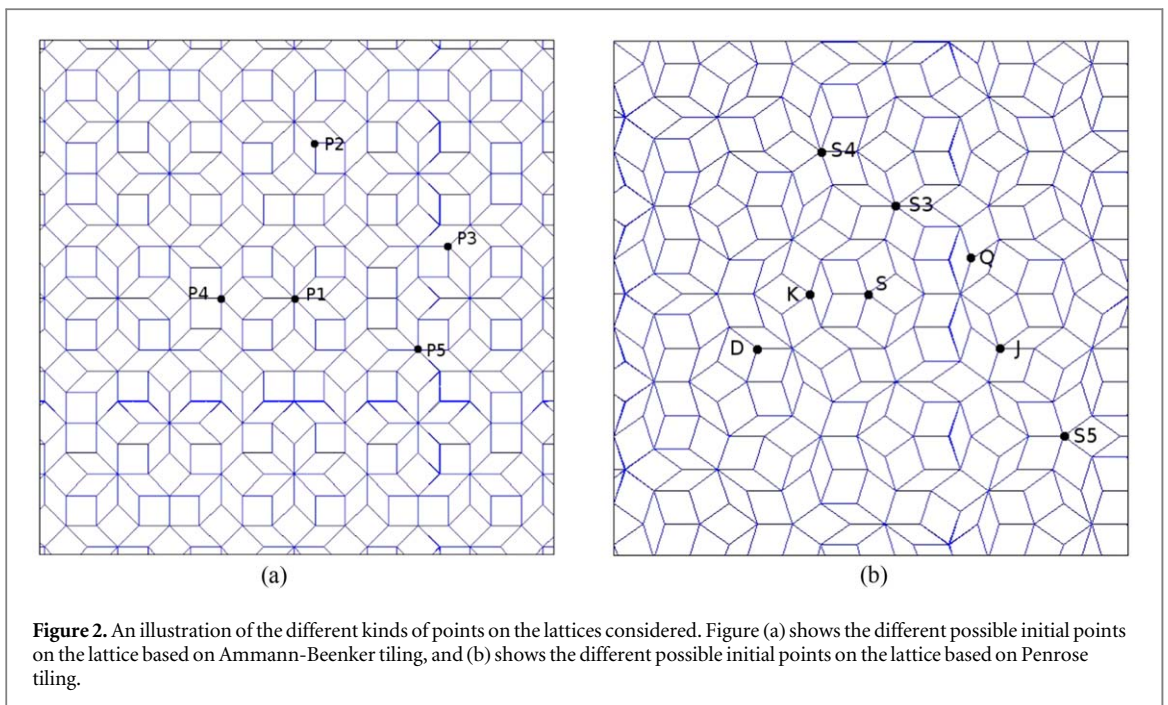 P2
P3
P4
P1
P5
S4
S3
Q
K
S
D
J
S5
(a)
(b)
Figure 2. An illustration of the different kinds of points on the lattices considered. Figure (a) shows the different possible initial points
on the lattice based on Ammann-Beenker tiling, and (b) shows the different possible initial points on the lattice based on Penrose
tiling.